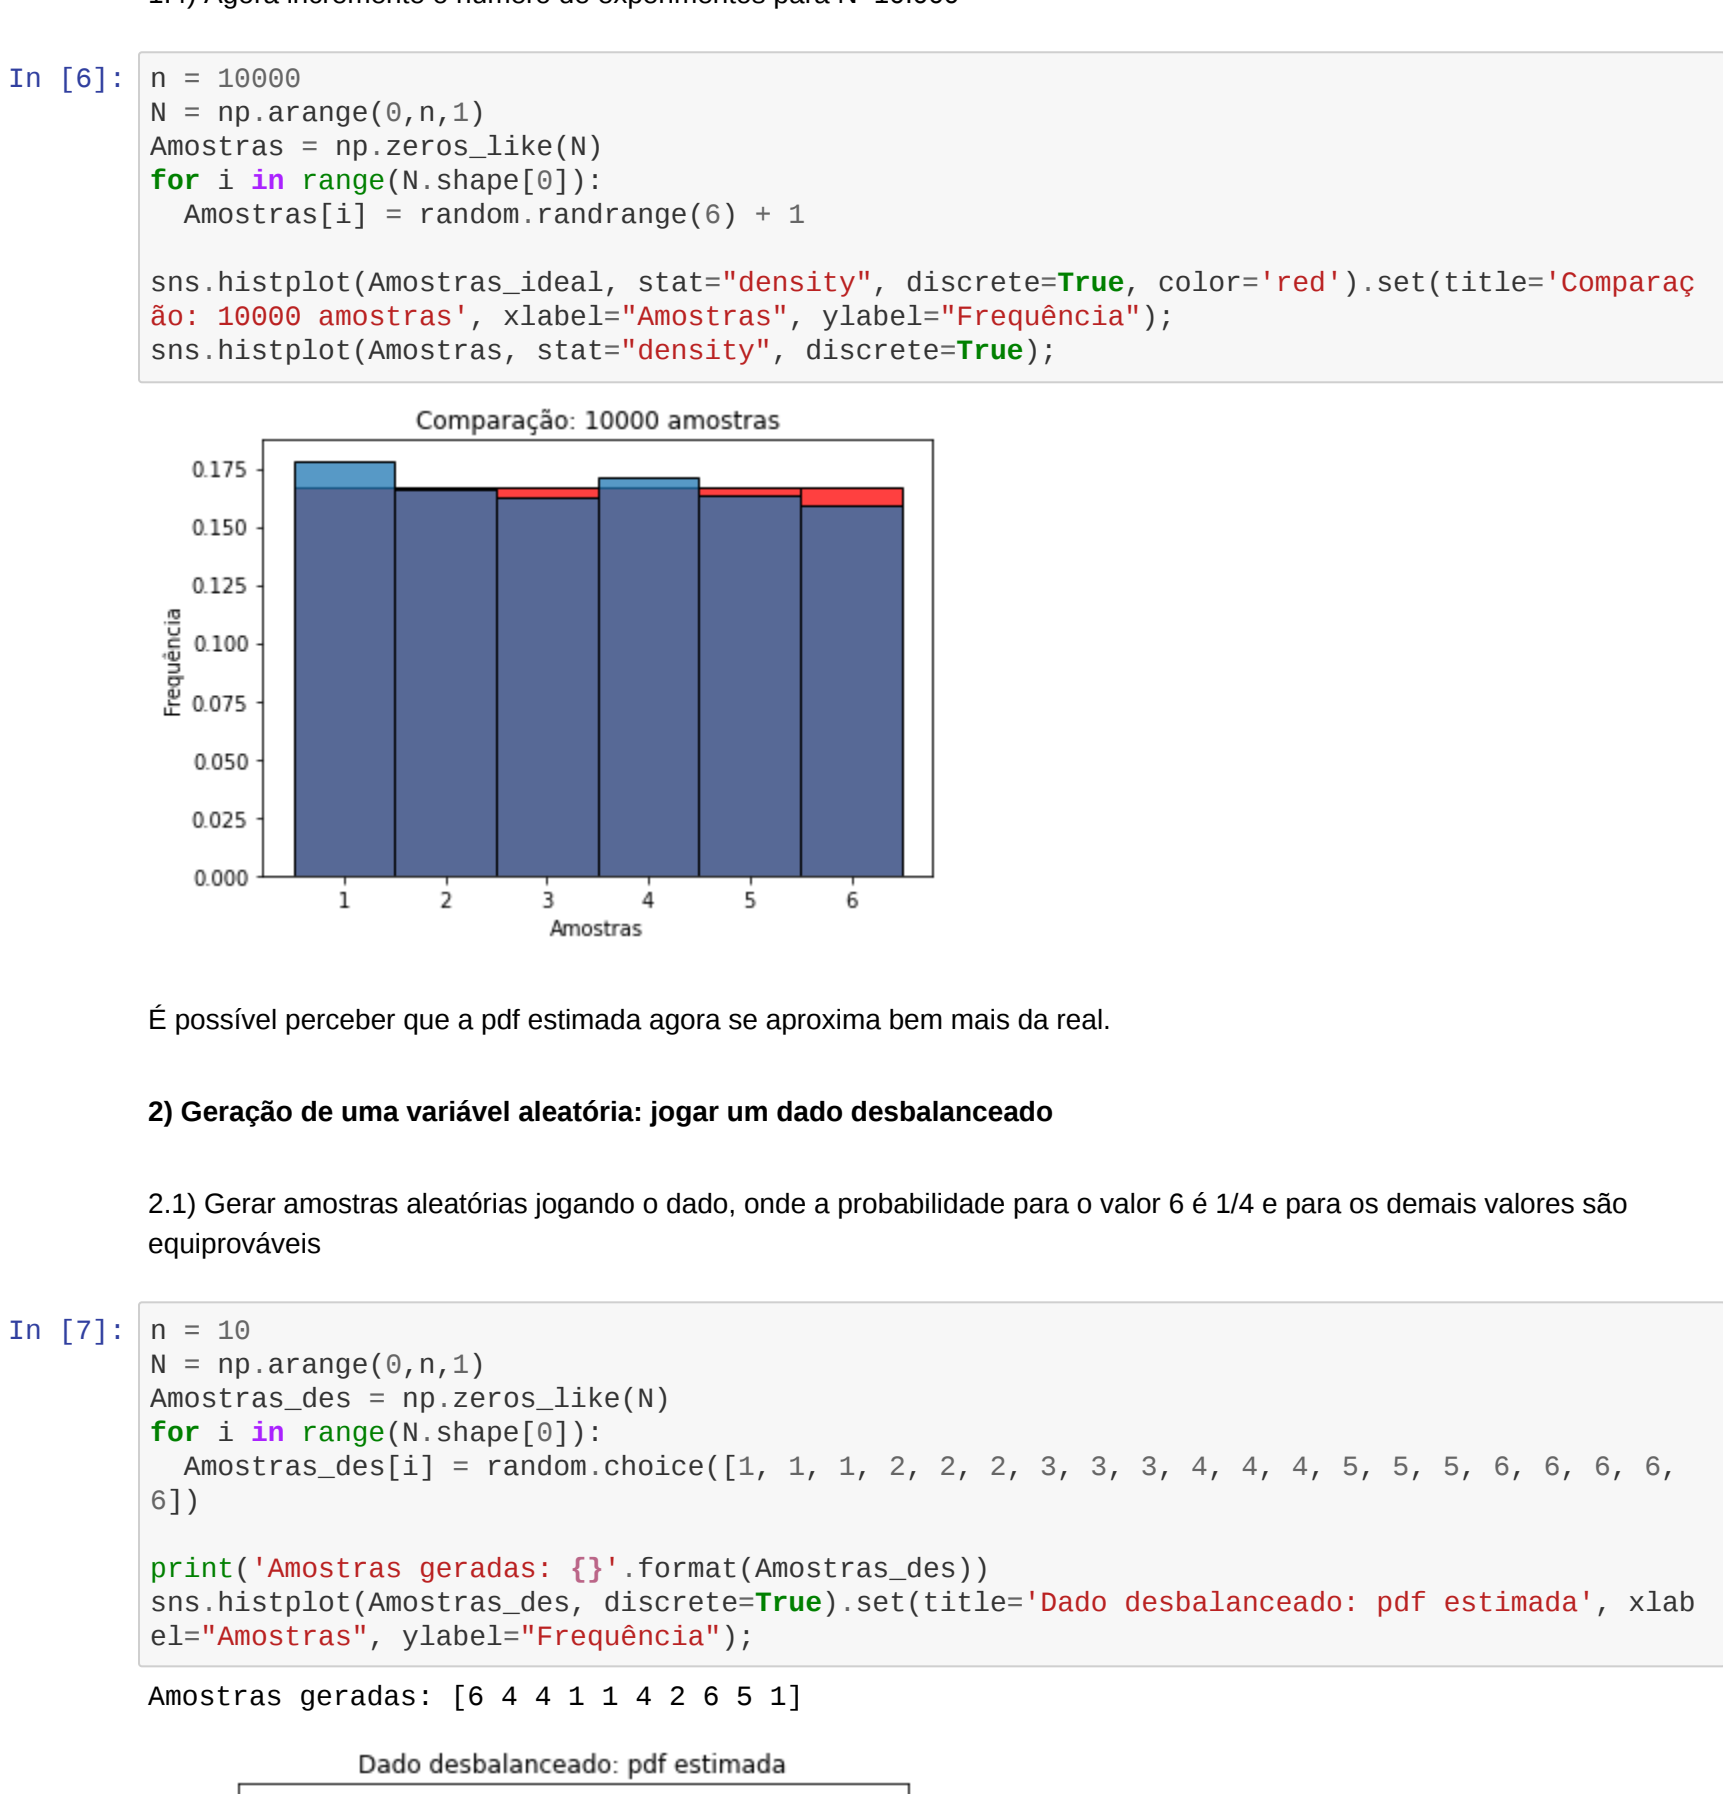 In [6]:
n = 10000
N = np.arange(0,n,1)
Amostras = np.zeros_like(N)
for i in range(N.shape[0]):
  Amostras[i] = random.randrange(6) + 1
sns.histplot(Amostras_ideal, stat="density", discrete=True, color='red').set(title='Comparaç
ão: 10000 amostras', xlabel="Amostras", ylabel="Frequência");
sns.histplot(Amostras, stat="density", discrete=True);
Comparação: 10000 amostras
0.175
0.150
0.125
0.100
0.075
0.050
0.025
0.000
Frequência
1 2 3 4 5 6
Amostras
É possível perceber que a pdf estimada agora se aproxima bem mais da real.
2) Geração de uma variável aleatória: jogar um dado desbalanceado
2.1) Gerar amostras aleatórias jogando o dado, onde a probabilidade para o valor 6 é 1/4 e para os demais valores são
equiprováveis
In [7]:
n = 10
N = np.arange(0,n,1)
Amostras_des = np.zeros_like(N)
for i in range(N.shape[0]):
  Amostras_des[i] = random.choice([1, 1, 1, 2, 2, 2, 3, 3, 3, 4, 4, 4, 5, 5, 5, 6, 6, 6, 6,
6])
print('Amostras geradas: {}'.format(Amostras_des))
sns.histplot(Amostras_des, discrete=True).set(title='Dado desbalanceado: pdf estimada', xlab
el="Amostras", ylabel="Frequência");
Amostras geradas: [6 4 4 1 1 4 2 6 5 1]
Dado desbalanceado: pdf estimada